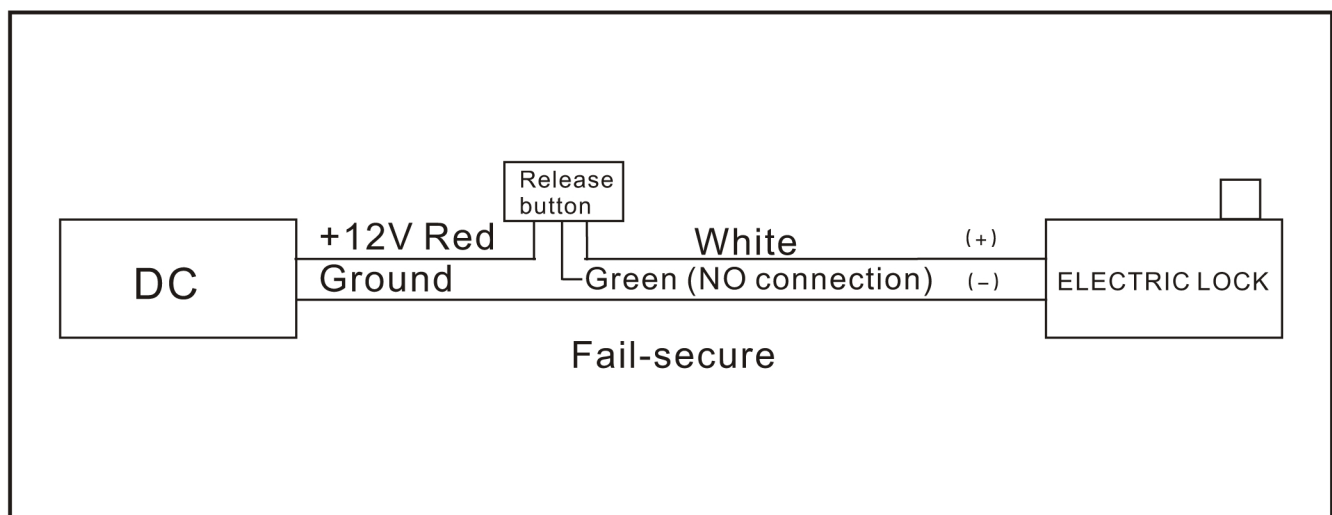 Release
button
+12V Red
White
(+)
DC
Ground
Green (NO connection)
(-)
ELECTRIC LOCK
Fail-secure